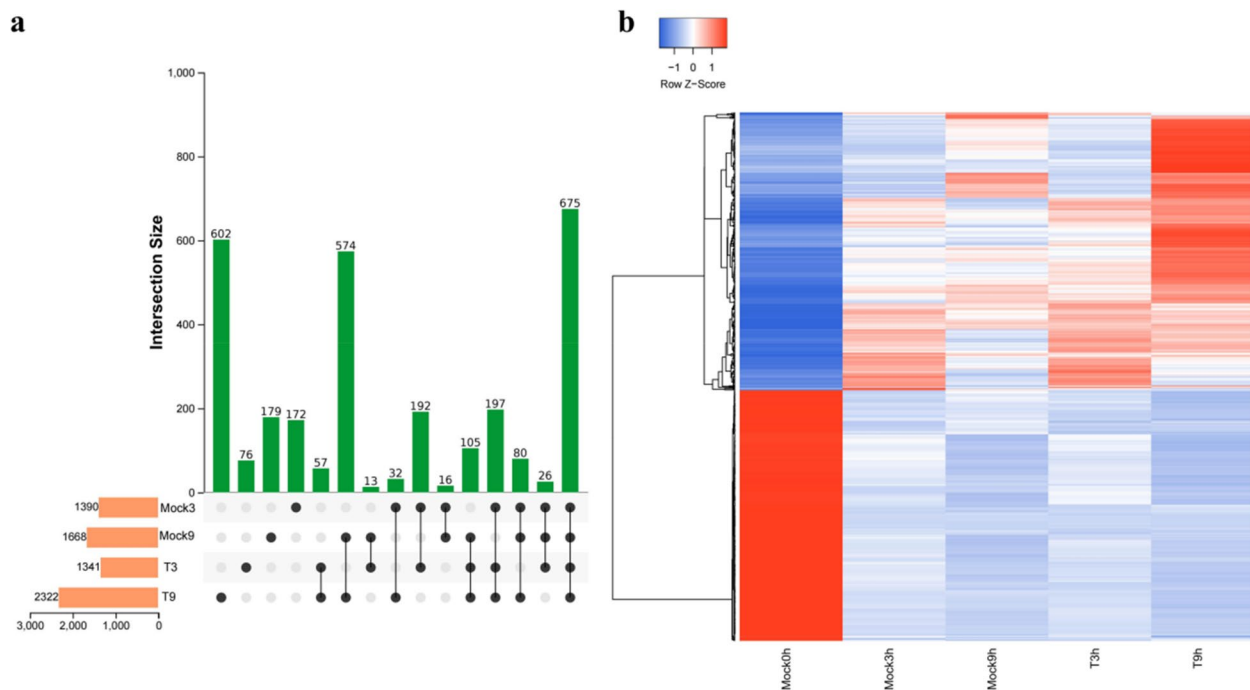 a
b
−1 0 1
Row Z−Score
1,000
800
600
400
200
0
Intersection Size
602
76
179
172
57
574
13
32
192
16
105
197
80
26
675
1390 Mock3
1668 Mock9
1341 T3
2322 T9
3,000 2,000 1,000 0
Mock0h
Mock3h
Mock9h
T3h
T9h